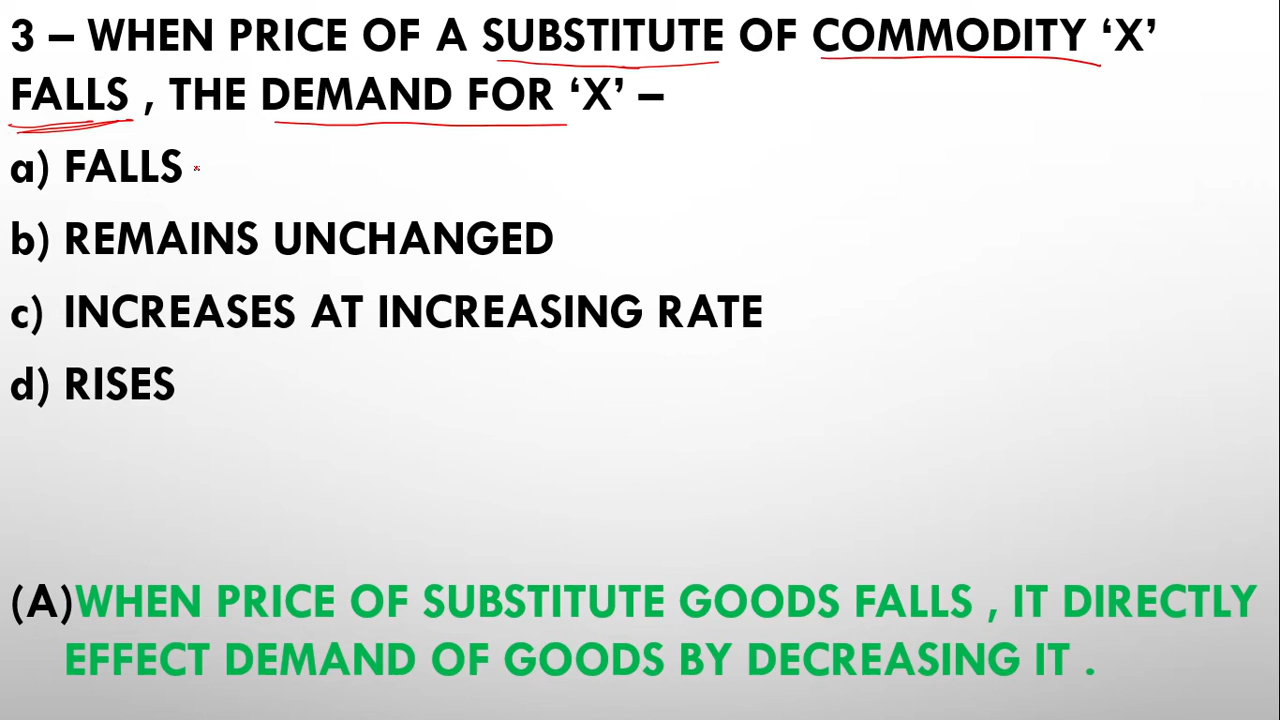 3 – WHEN PRICE OF A SUBSTITUTE OF COMMODITY ‘X’
FALLS , THE DEMAND FOR ‘X’ –
a) FALLS
b) REMAINS UNCHANGED
c) INCREASES AT INCREASING RATE
d) RISES
(A)WHEN PRICE OF SUBSTITUTE GOODS FALLS , IT DIRECTLY
EFFECT DEMAND OF GOODS BY DECREASING IT .